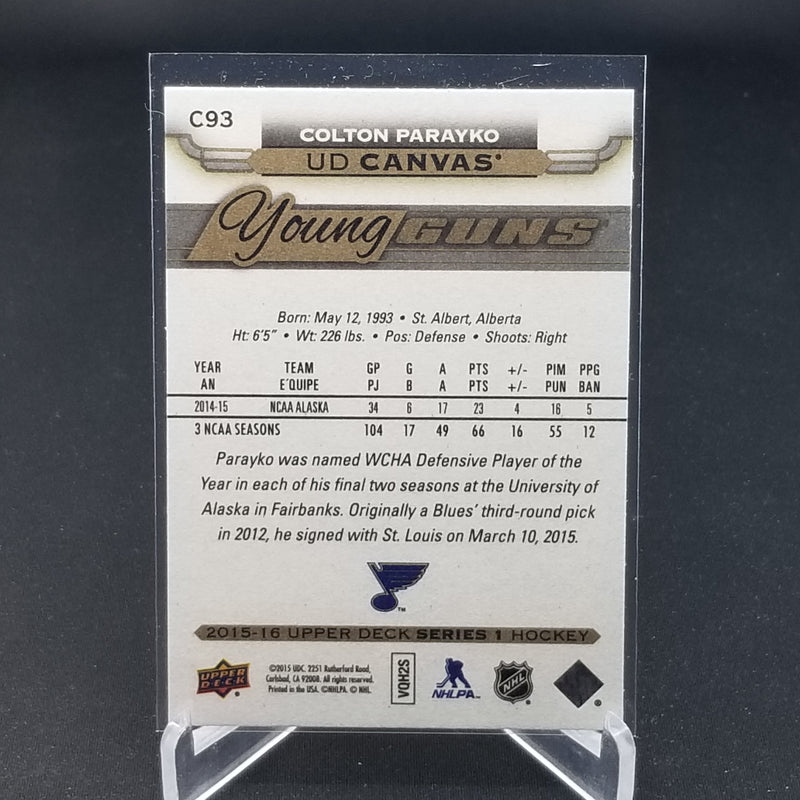 C93
COLTON PARAYKO
UD CANVAS®
Young GUNS
Born: May 12, 1993 • St. Albert, Alberta
Ht: 6'5" • Wt: 226 lbs. • Pos: Defense • Shoots: Right
YEAR TEAM GP G A PTS +/- PIM PPG
AN E'QUIPE PJ B A PTS +/- PUN BAN
2014-15 NCAA ALASKA 34 6 17 23 4 16 5
3 NCAA SEASONS 104 17 49 66 16 55 12
Parayko was named WCHA Defensive Player of the
Year in each of his final two seasons at the University of
Alaska in Fairbanks. Originally a Blues' third-round pick
in 2012, he signed with St. Louis on March 10, 2015.
TM
2015-16 UPPER DECK SERIES 1 HOCKEY
UPPER DECK®
©2015 UDC. 2251 Rutherford Road,
Carlsbad, CA 92008. All rights reserved.
Printed in the USA. ©NHLPA. © NHL.
VQH2S
NHLPA™
NHL®
®